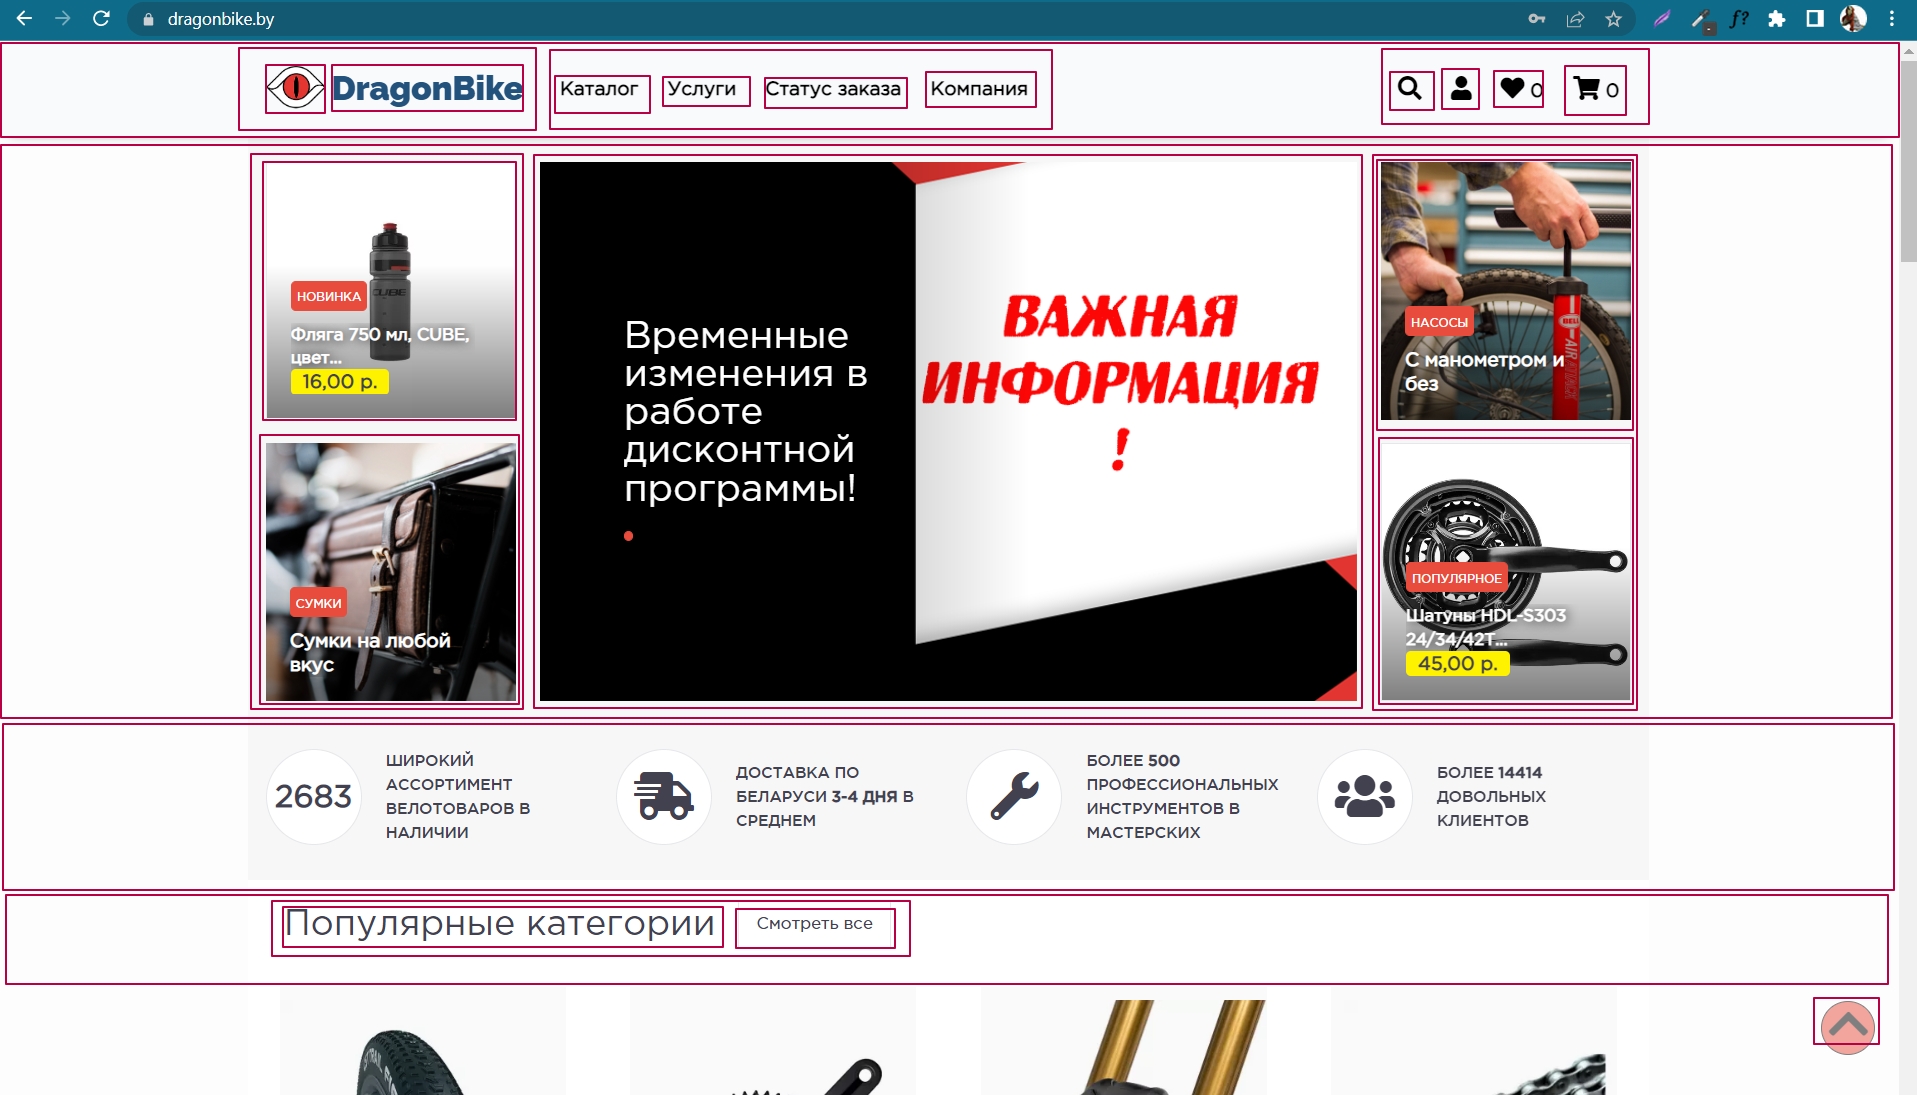 dragonbike.by
f?
DragonBike
Каталог
Услуги
Статус заказа
Компания
0
0
НОВИНКА
Фляга 750 мл, CUBE,
цвет...
16,00 р.
CUBE
СУМКИ
Сумки на любой
вкус
Временные
изменения в
работе
дисконтной
программы!
ВАЖНАЯ
ИНФОРМАЦИЯ
!
НАСОСЫ
С манометром и
без
BELL
AIR
ПОПУЛЯРНОЕ
Шатуны HDL-S303
24/34/42T...
45,00 р.
2683
ШИРОКИЙ
АССОРТИМЕНТ
ВЕЛОТОВАРОВ В
НАЛИЧИИ
ДОСТАВКА ПО
БЕЛАРУСИ 3-4 ДНЯ В
СРЕДНЕМ
БОЛЕЕ 500
ПРОФЕССИОНАЛЬНЫХ
ИНСТРУМЕНТОВ В
МАСТЕРСКИХ
БОЛЕЕ 14414
ДОВОЛЬНЫХ
КЛИЕНТОВ
Популярные категории
Смотреть все